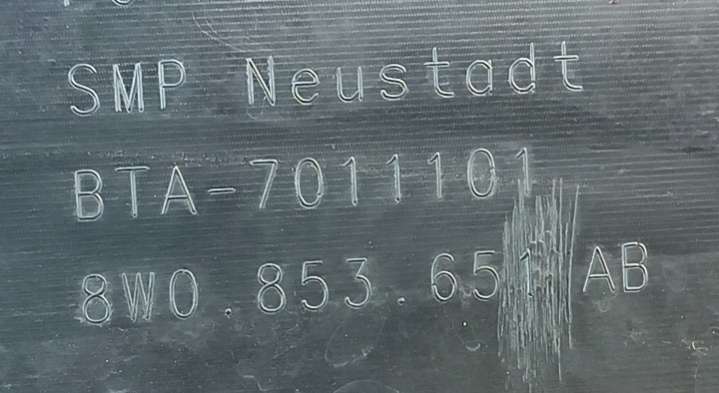 SMP Neustadt
BTA-7011101
8W0.853.651 AB